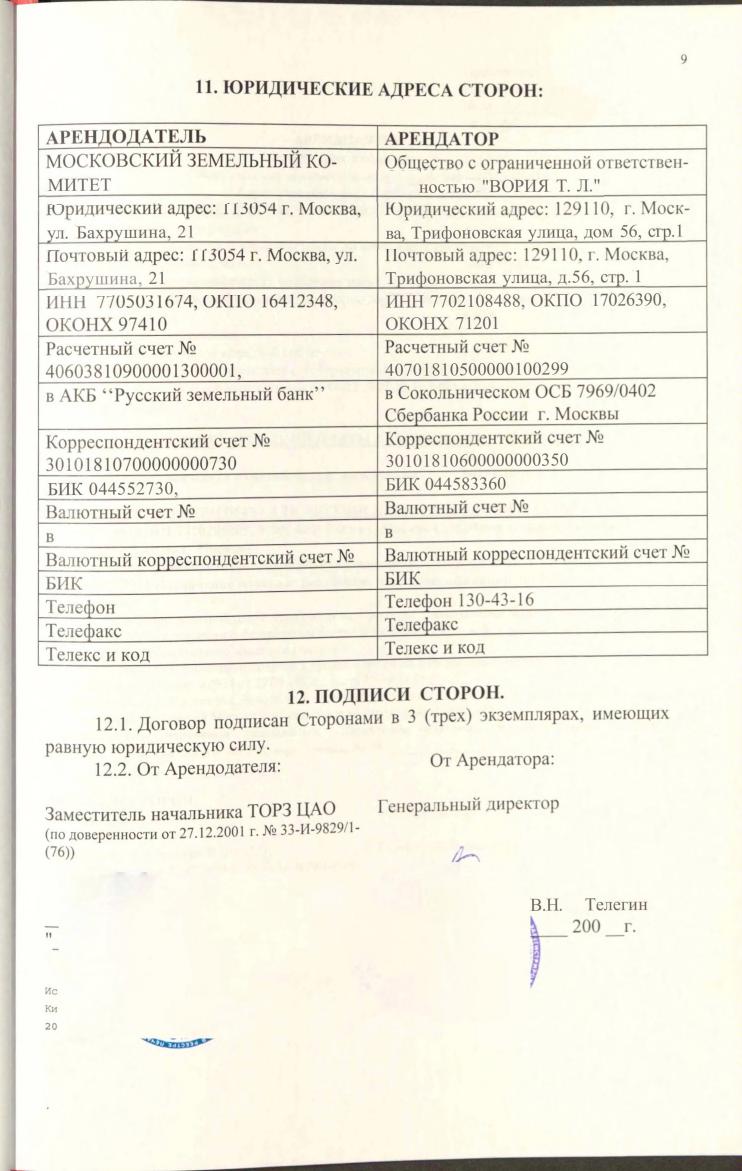 9
11. ЮРИДИЧЕСКИЕ АДРЕСА СТОРОН:
АРЕНДОДАТЕЛЬ
АРЕНДАТОР
МОСКОВСКИЙ ЗЕМЕЛЬНЫЙ КО-
МИТЕТ
Общество с ограниченной ответствен-
ностью "ВОРИЯ Т. Л."
Юридический адрес: 113054 г. Москва,
ул. Бахрушина, 21
Юридический адрес: 129110, г. Моск-
ва, Трифоновская улица, дом 56, стр.1
Почтовый адрес: 113054 г. Москва, ул.
Бахрушина, 21
Почтовый адрес: 129110, г. Москва,
Трифоновская улица, д.56, стр. 1
ИНН 7705031674, ОКПО 16412348,
ОКОНХ 97410
ИНН 7702108488, ОКПО 17026390,
ОКОНХ 71201
Расчетный счет №
40603810900001300001,
Расчетный счет №
40701810500000100299
в АКБ ‘‘Русский земельный банк’’
в Сокольническом ОСБ 7969/0402
Сбербанка России г. Москвы
Корреспондентский счет №
30101810700000000730
Корреспондентский счет №
30101810600000000350
БИК 044552730,
БИК 044583360
Валютный счет №
Валютный счет №
в
в
Валютный корреспондентский счет №
Валютный корреспондентский счет №
БИК
БИК
Телефон
Телефон 130-43-16
Телефакс
Телефакс
Телекс и код
Телекс и код
12. ПОДПИСИ СТОРОН.
12.1. Договор подписан Сторонами в 3 (трех) экземплярах, имеющих
равную юридическую силу.
12.2. От Арендодателя:
От Арендатора:
Заместитель начальника ТОРЗ ЦАО
(по доверенности от 27.12.2001 г. № 33-И-9829/1-
(76))
Генеральный директор
В.Н. Телегин
____ 200 __г.
"
Ис
Ки
20